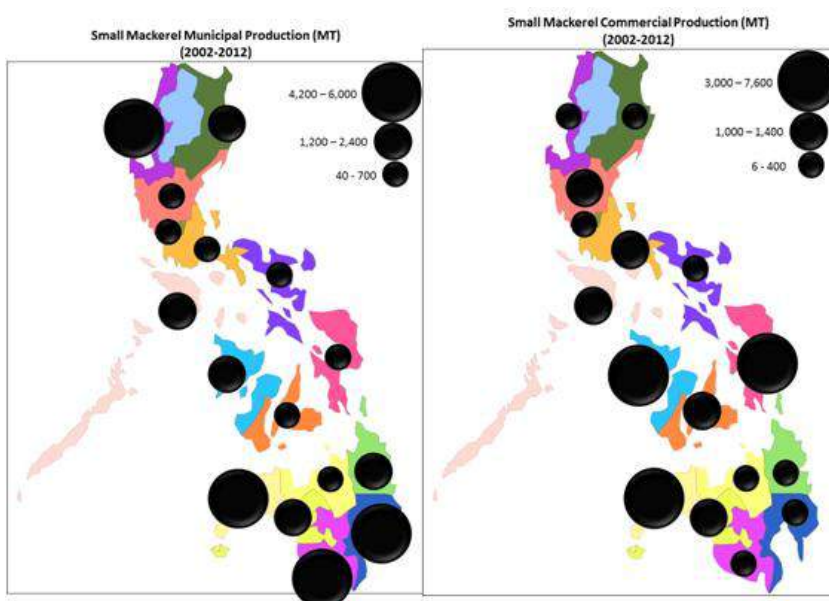 Small Mackerel Municipal Production (MT)
(2002-2012)
4,200 – 6,000
1,200 – 2,400
40 - 700
Small Mackerel Commercial Production (MT)
(2002-2012)
3,000 – 7,600
1,000 – 1,400
6 - 400